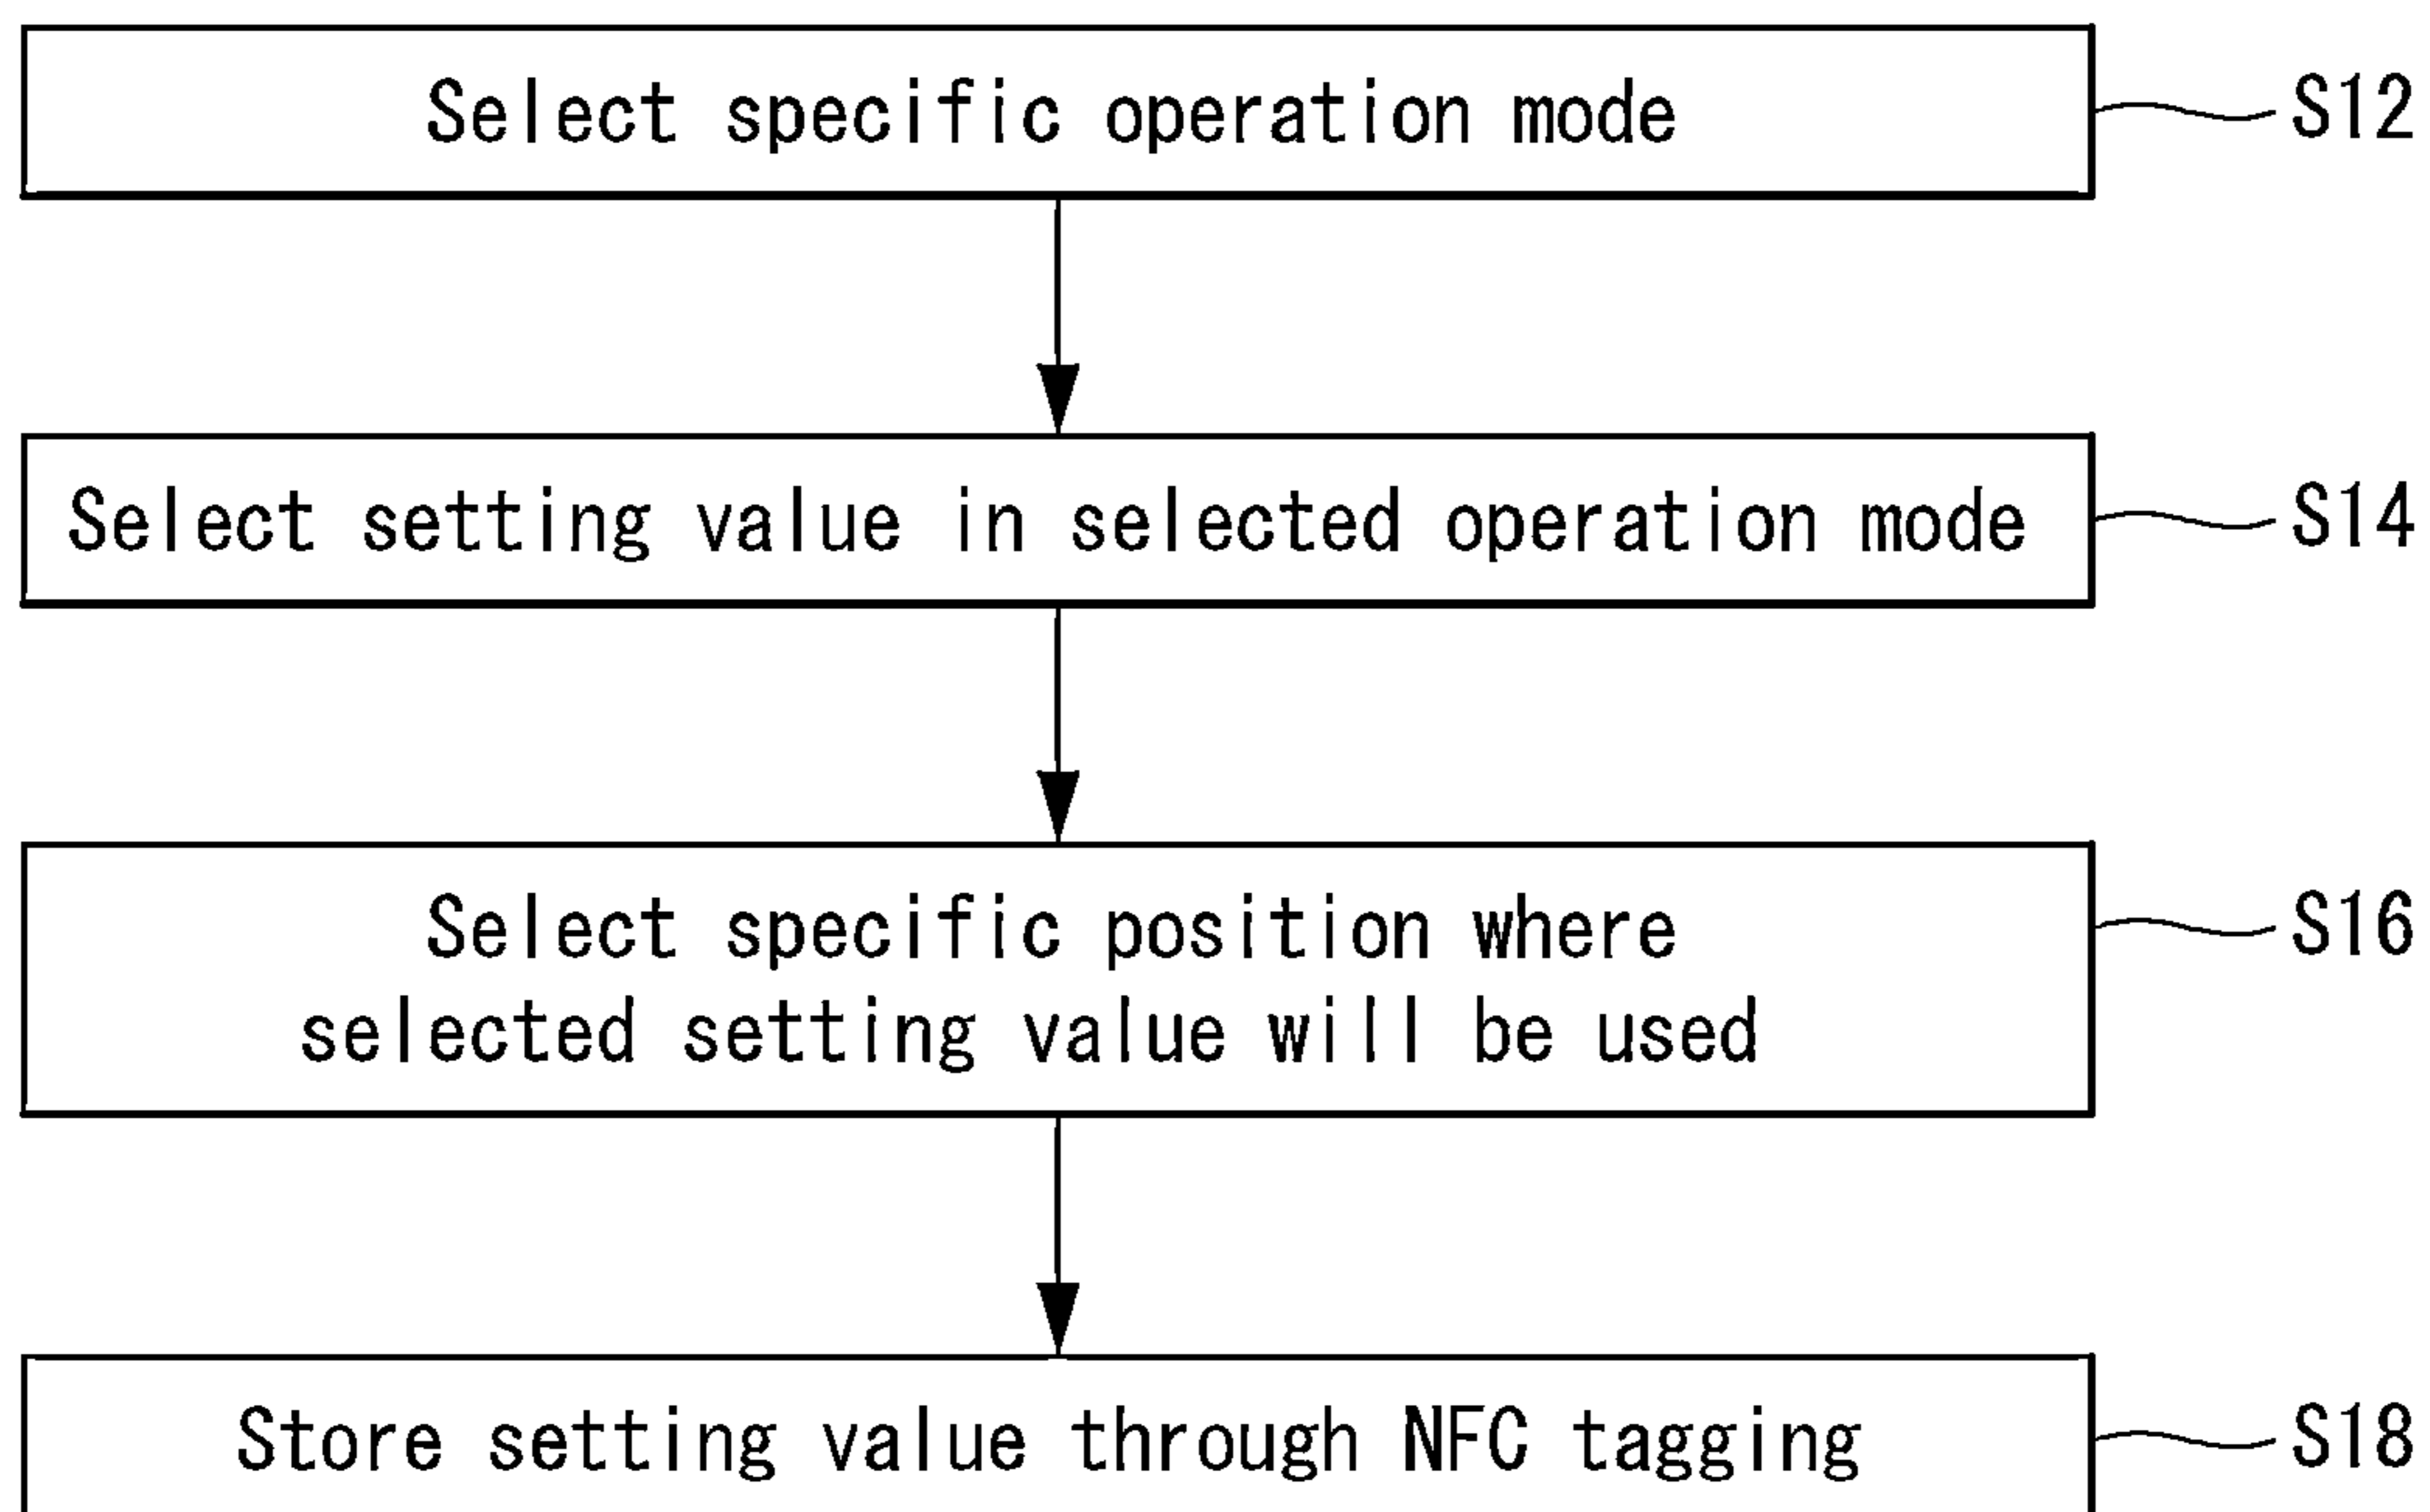 Select specific operation mode
S12
Select setting value in selected operation mode
S14
Select specific position where
selected setting value will be used
S16
Store setting value through NFC tagging
S18